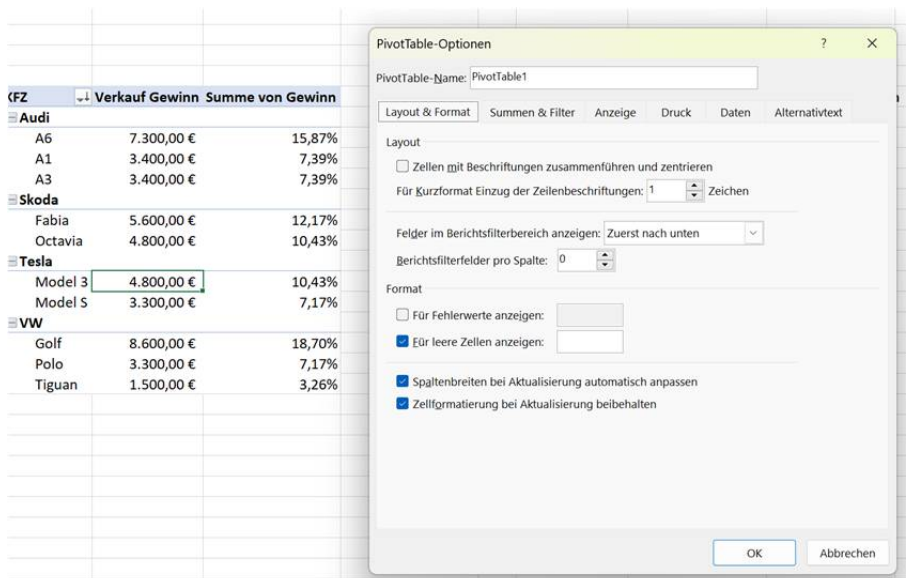 KFZ Verkauf Gewinn Summe von Gewinn
Audi
A6 7.300,00 € 15,87%
A1 3.400,00 € 7,39%
A3 3.400,00 € 7,39%
Skoda
Fabia 5.600,00 € 12,17%
Octavia 4.800,00 € 10,43%
Tesla
Model 3 4.800,00 € 10,43%
Model S 3.300,00 € 7,17%
VW
Golf 8.600,00 € 18,70%
Polo 3.300,00 € 7,17%
Tiguan 1.500,00 € 3,26%
PivotTable-Optionen ?
PivotTable-Name: PivotTable1
Layout & Format Summen & Filter Anzeige Druck Daten Alternativtext
Layout
Zellen mit Beschriftungen zusammenführen und zentrieren
Für Kurzformat Einzug der Zeilenbeschriftungen: 1 Zeichen
Felder im Berichtsfilterbereich anzeigen: Zuerst nach unten
Berichtsfilterfelder pro Spalte: 0
Format
Für Fehlerwerte anzeigen:
Für leere Zellen anzeigen:
Spaltenbreiten bei Aktualisierung automatisch anpassen
Zellformatierung bei Aktualisierung beibehalten
OK Abbrechen